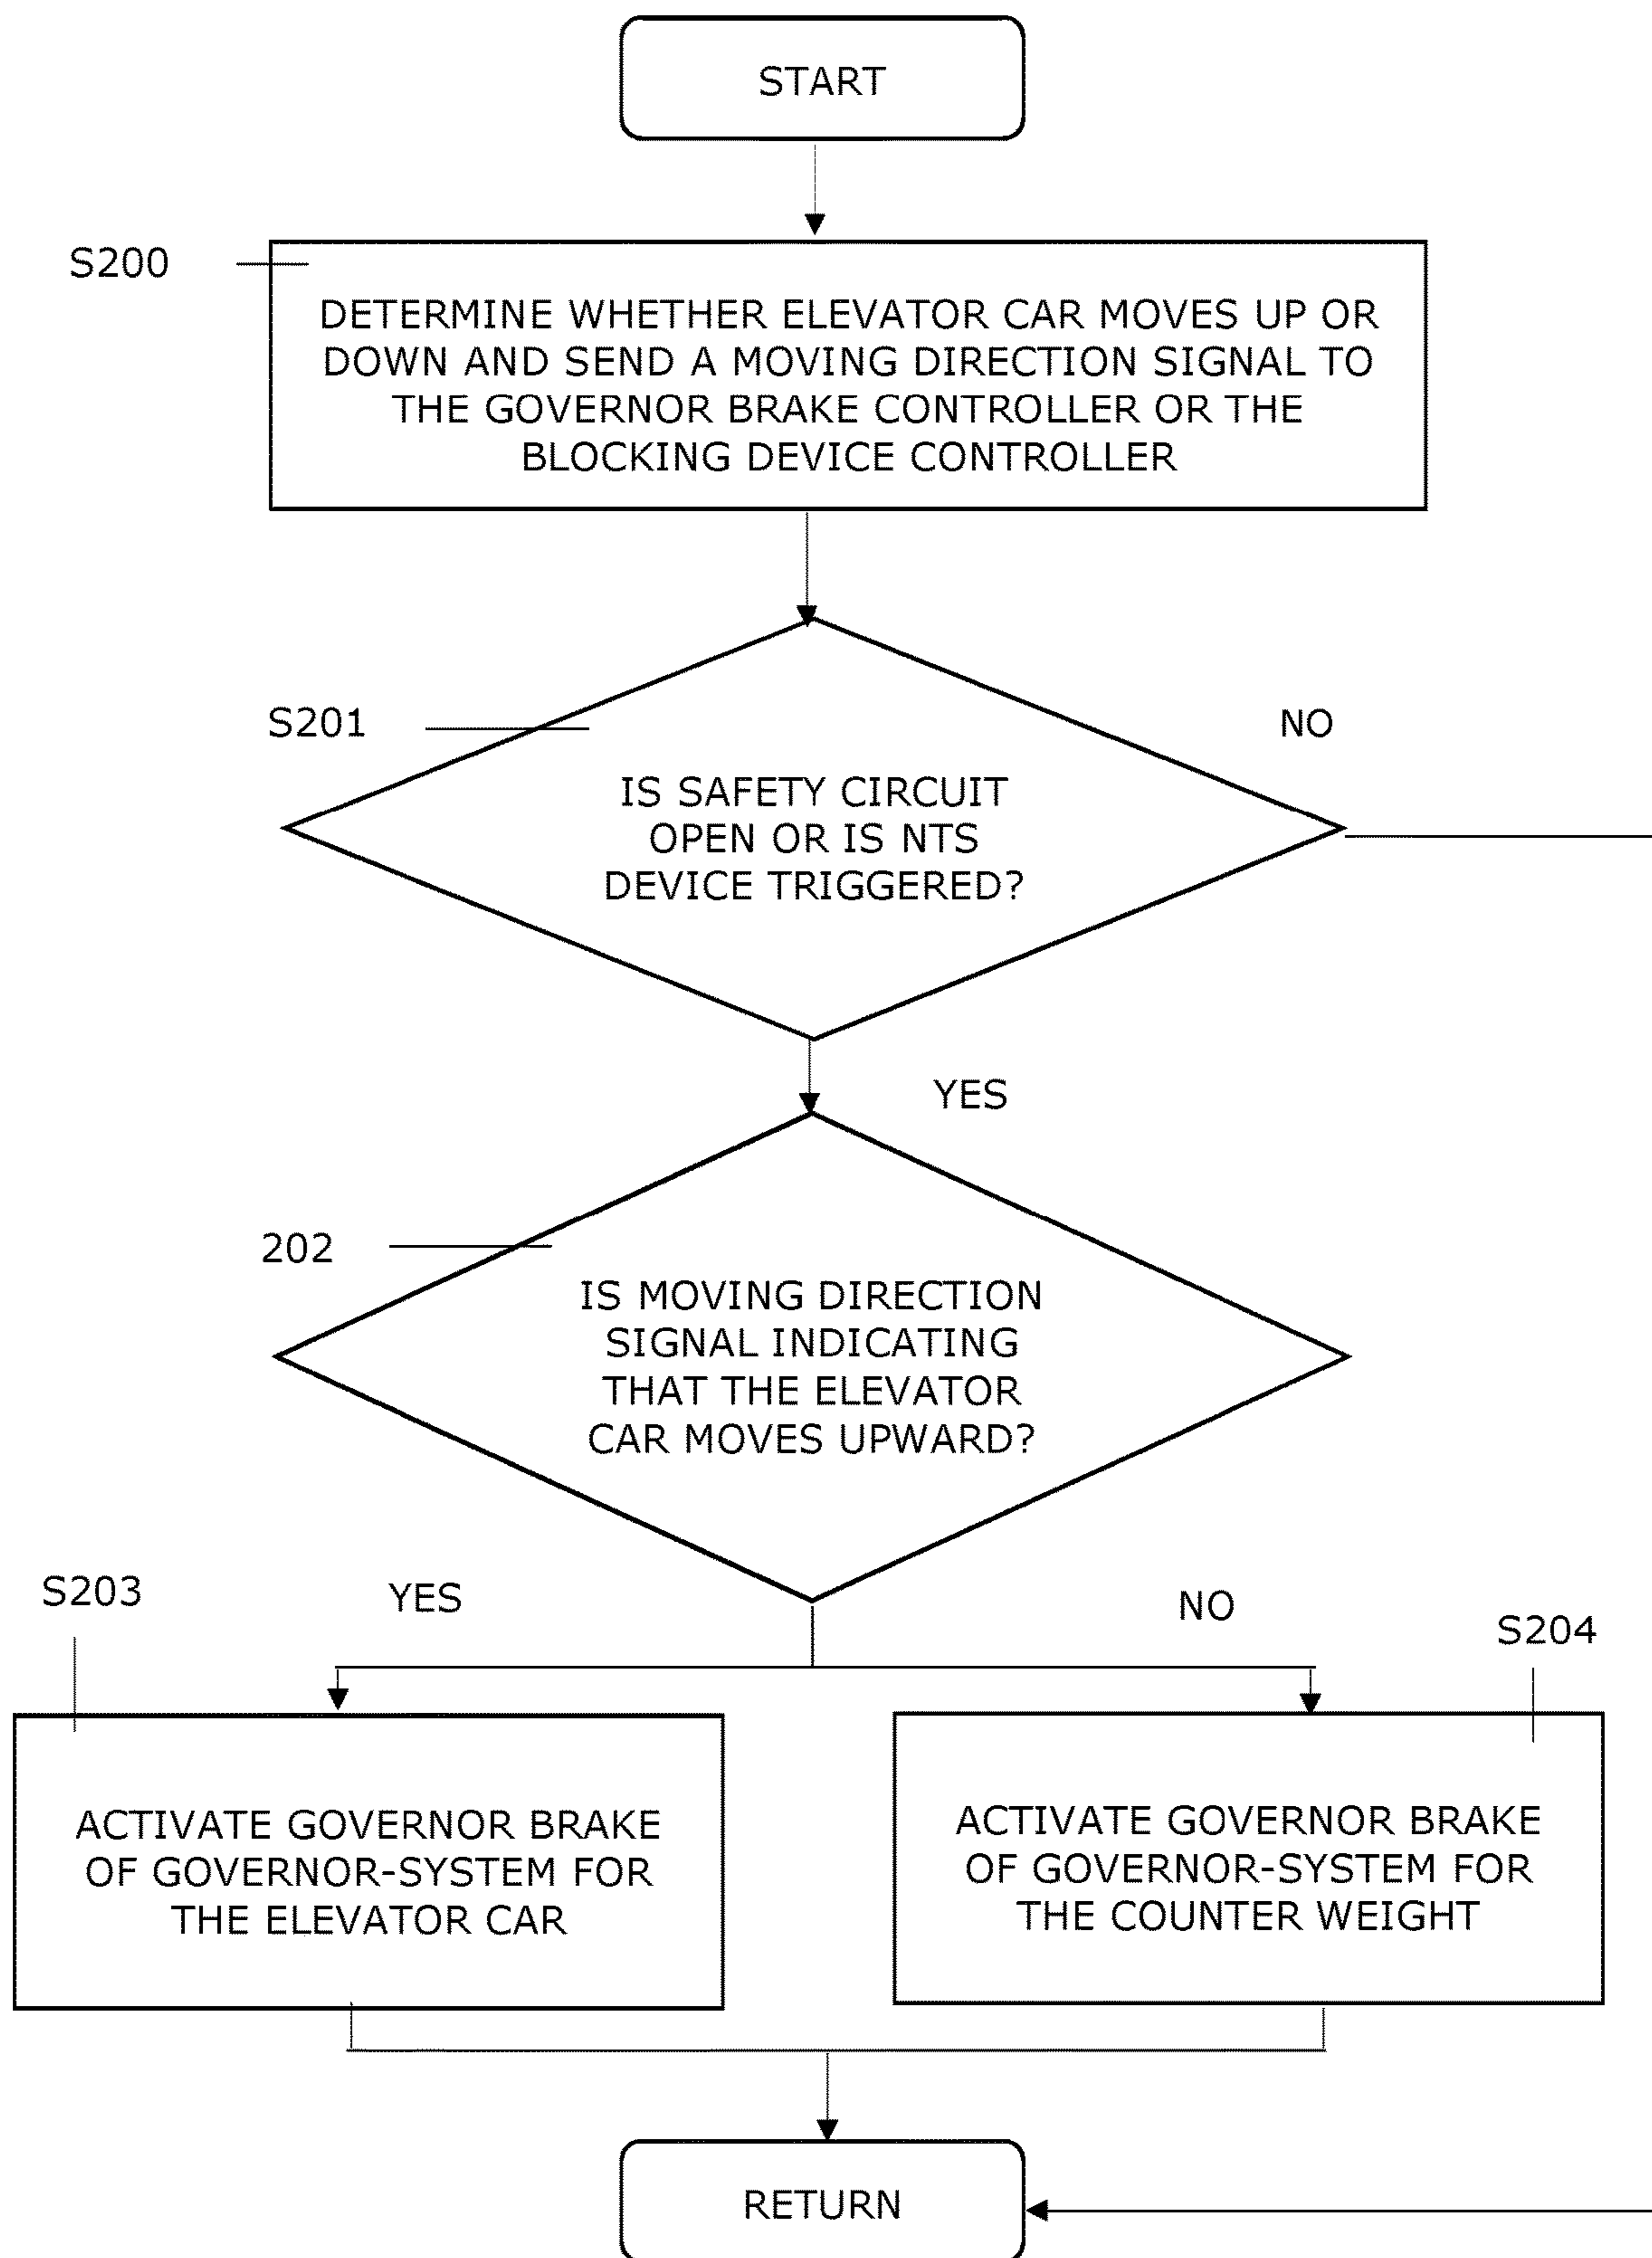 START
S200
DETERMINE WHETHER ELEVATOR CAR MOVES UP OR
DOWN AND SEND A MOVING DIRECTION SIGNAL TO
THE GOVERNOR BRAKE CONTROLLER OR THE
BLOCKING DEVICE CONTROLLER
S201
NO
IS SAFETY CIRCUIT
OPEN OR IS NTS
DEVICE TRIGGERED?
YES
202
IS MOVING DIRECTION
SIGNAL INDICATING
THAT THE ELEVATOR
CAR MOVES UPWARD?
S203
YES
NO
S204
ACTIVATE GOVERNOR BRAKE
OF GOVERNOR-SYSTEM FOR
THE ELEVATOR CAR
ACTIVATE GOVERNOR BRAKE
OF GOVERNOR-SYSTEM FOR
THE COUNTER WEIGHT
RETURN